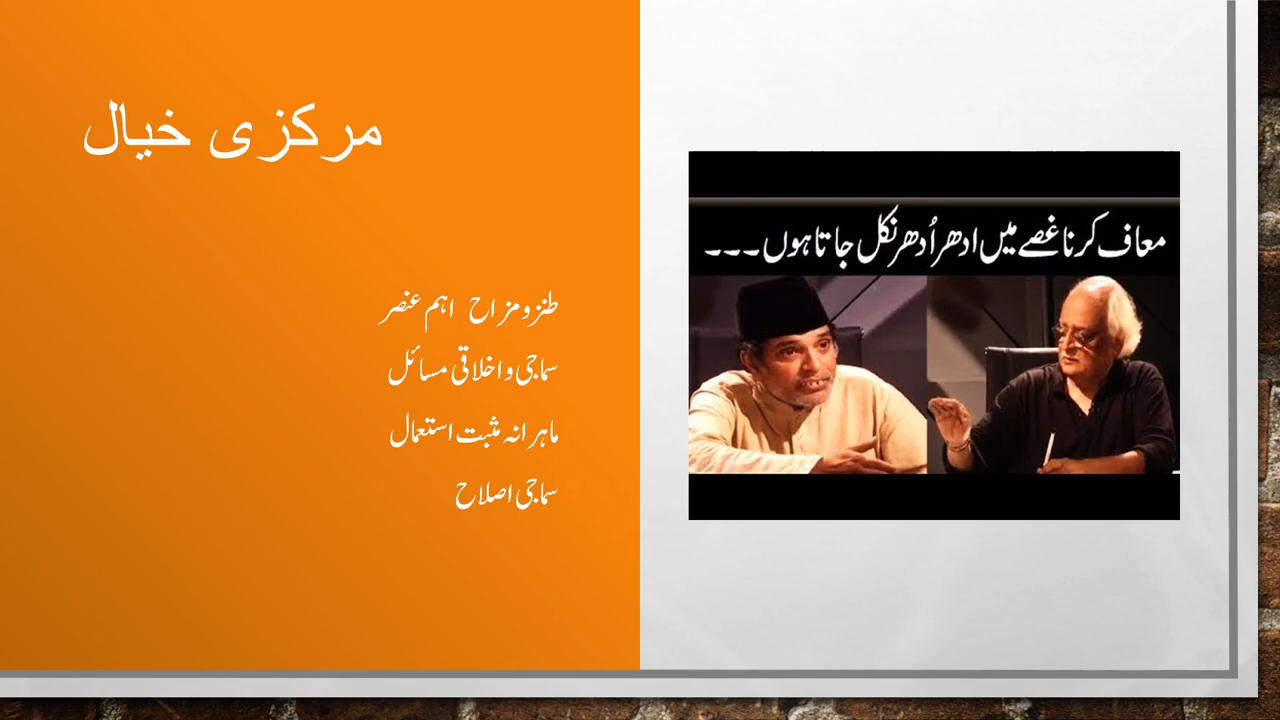 مرکزی خیال
طنز و مزاح اہم عنصر
سماجی و اخلاقی مسائل
ماہرانہ مثبت استعمال
سماجی اصلاح
معاف کرنا غصے میں ادھر اُدھر نکل جاتا ہوں۔۔۔